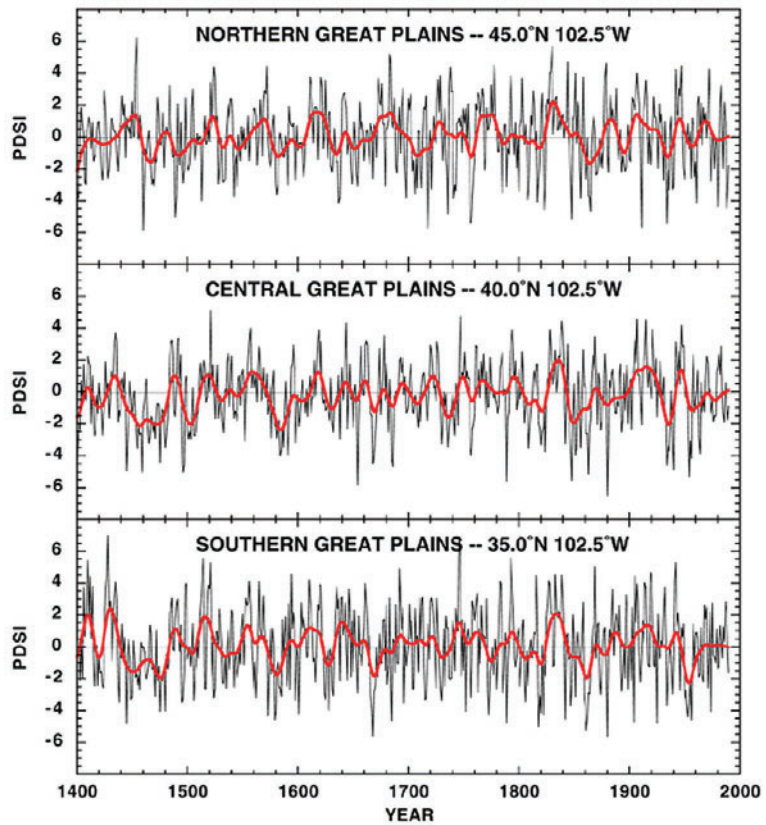 NORTHERN GREAT PLAINS -- 45.0°N 102.5°W
6
4
2
0
-2
-4
-6
PDSI
CENTRAL GREAT PLAINS -- 40.0°N 102.5°W
6
4
2
0
-2
-4
-6
PDSI
SOUTHERN GREAT PLAINS -- 35.0°N 102.5°W
6
4
2
0
-2
-4
-6
PDSI
1400 1500 1600 1700 1800 1900 2000
YEAR